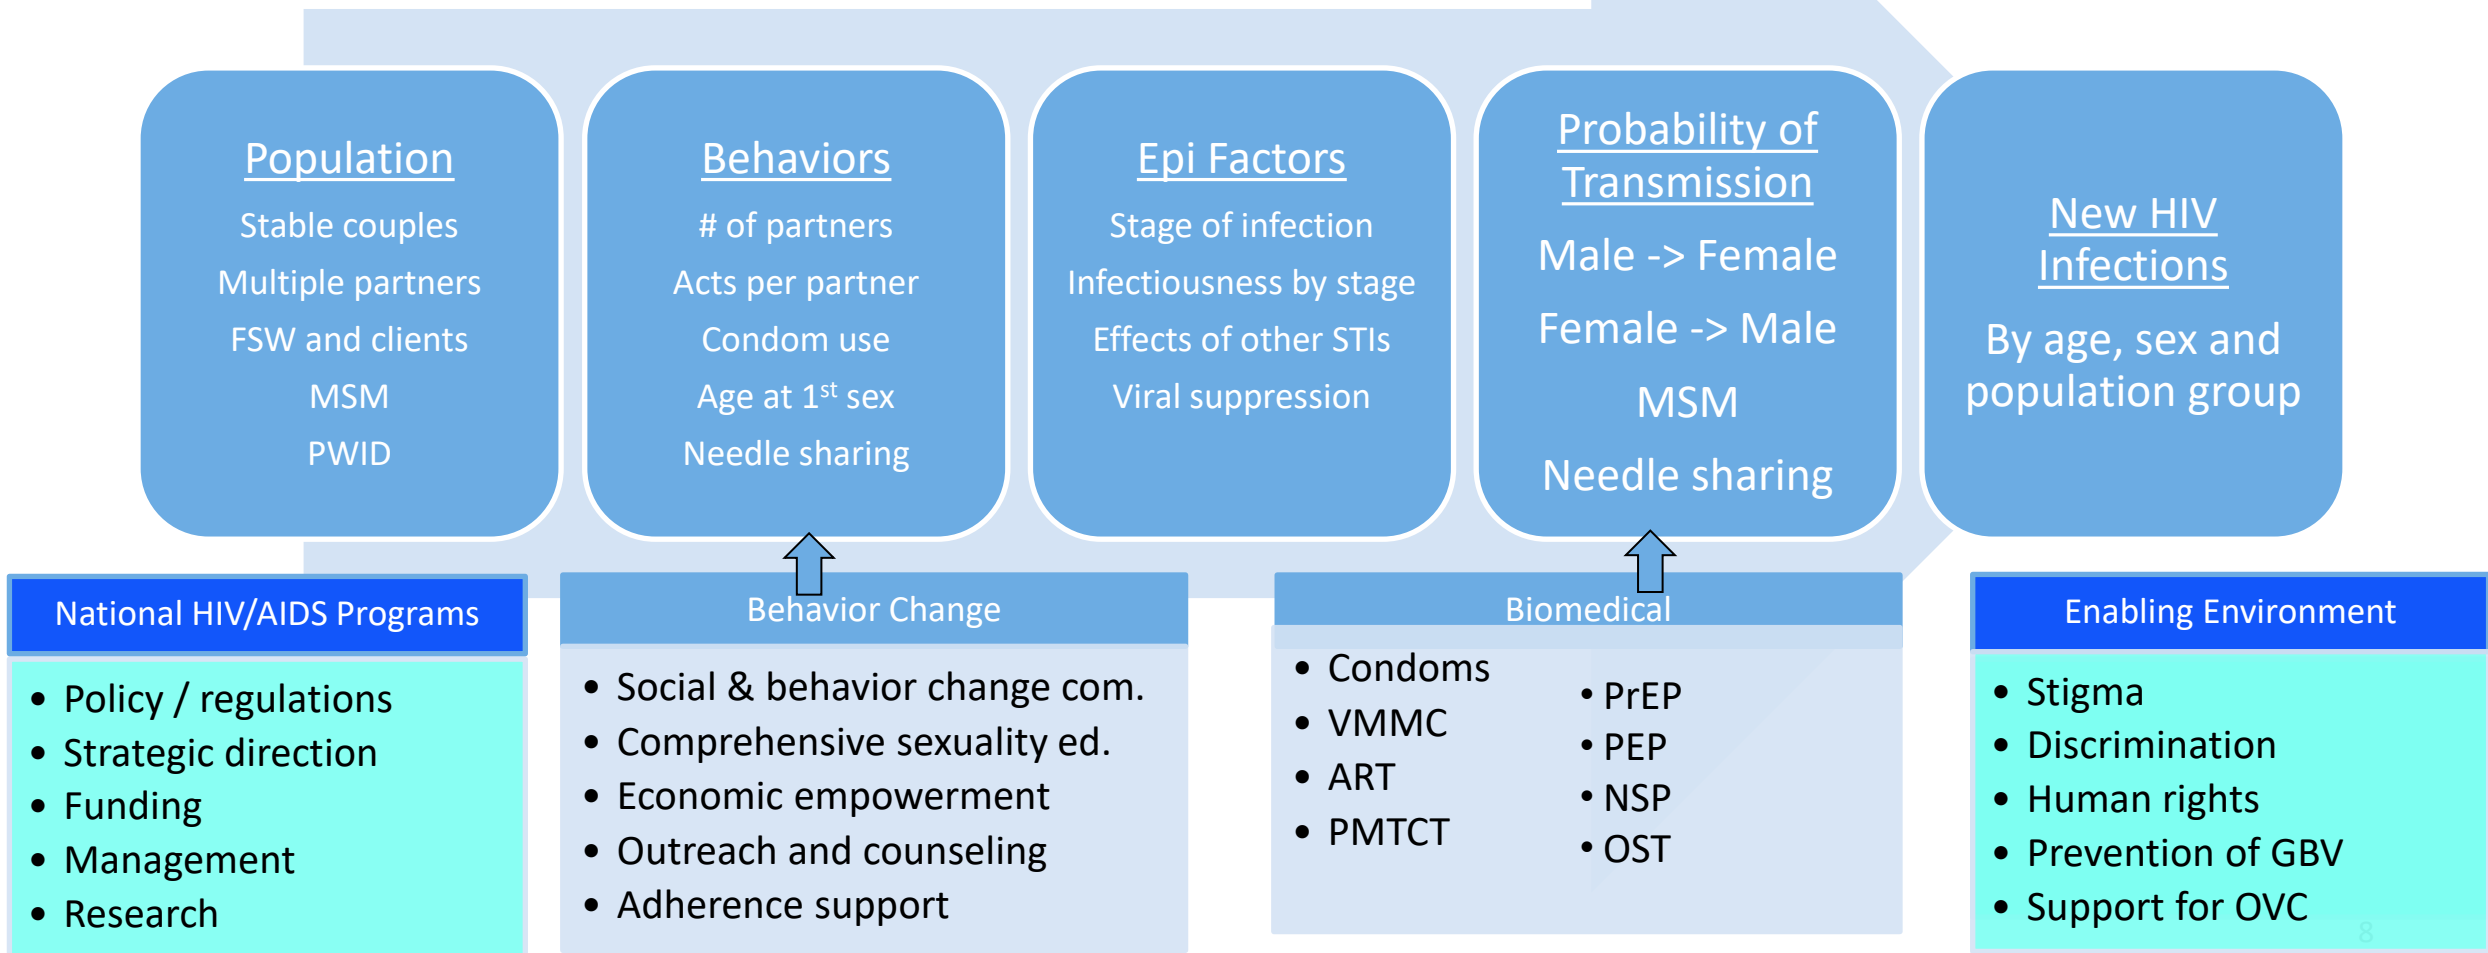 Population
Stable couples
Multiple partners
FSW and clients
MSM
PWID
Behaviors
# of partners
Acts per partner
Condom use
Age at 1st sex
Needle sharing
Epi Factors
Stage of infection
Infectiousness by stage
Effects of other STIs
Viral suppression
Probability of
Transmission
Male -> Female
Female -> Male
MSM
Needle sharing
New HIV
Infections
By age, sex and
population group
National HIV/AIDS Programs
• Policy / regulations
• Strategic direction
• Funding
• Management
• Research
Behavior Change
• Social & behavior change com.
• Comprehensive sexuality ed.
• Economic empowerment
• Outreach and counseling
• Adherence support
Biomedical
• Condoms
• VMMC
• ART
• PMTCT
• PrEP
• PEP
• NSP
• OST
Enabling Environment
• Stigma
• Discrimination
• Human rights
• Prevention of GBV
• Support for OVC
8